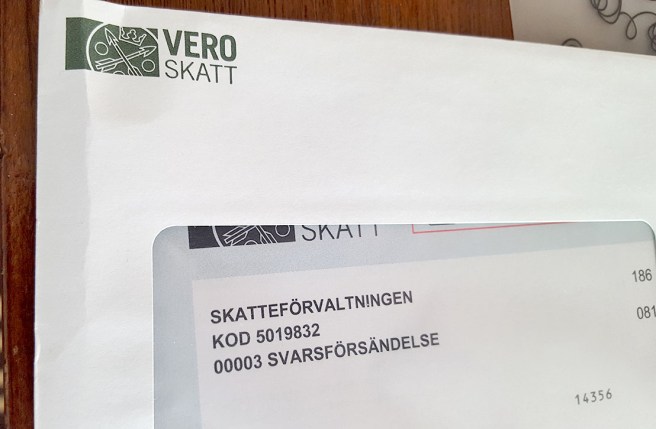 VERO
SKATT
SKATT
186
SKATTEFÖRVALTNINGEN
081
KOD 5019832
00003 SVARSFÖRSÄNDELSE
14356